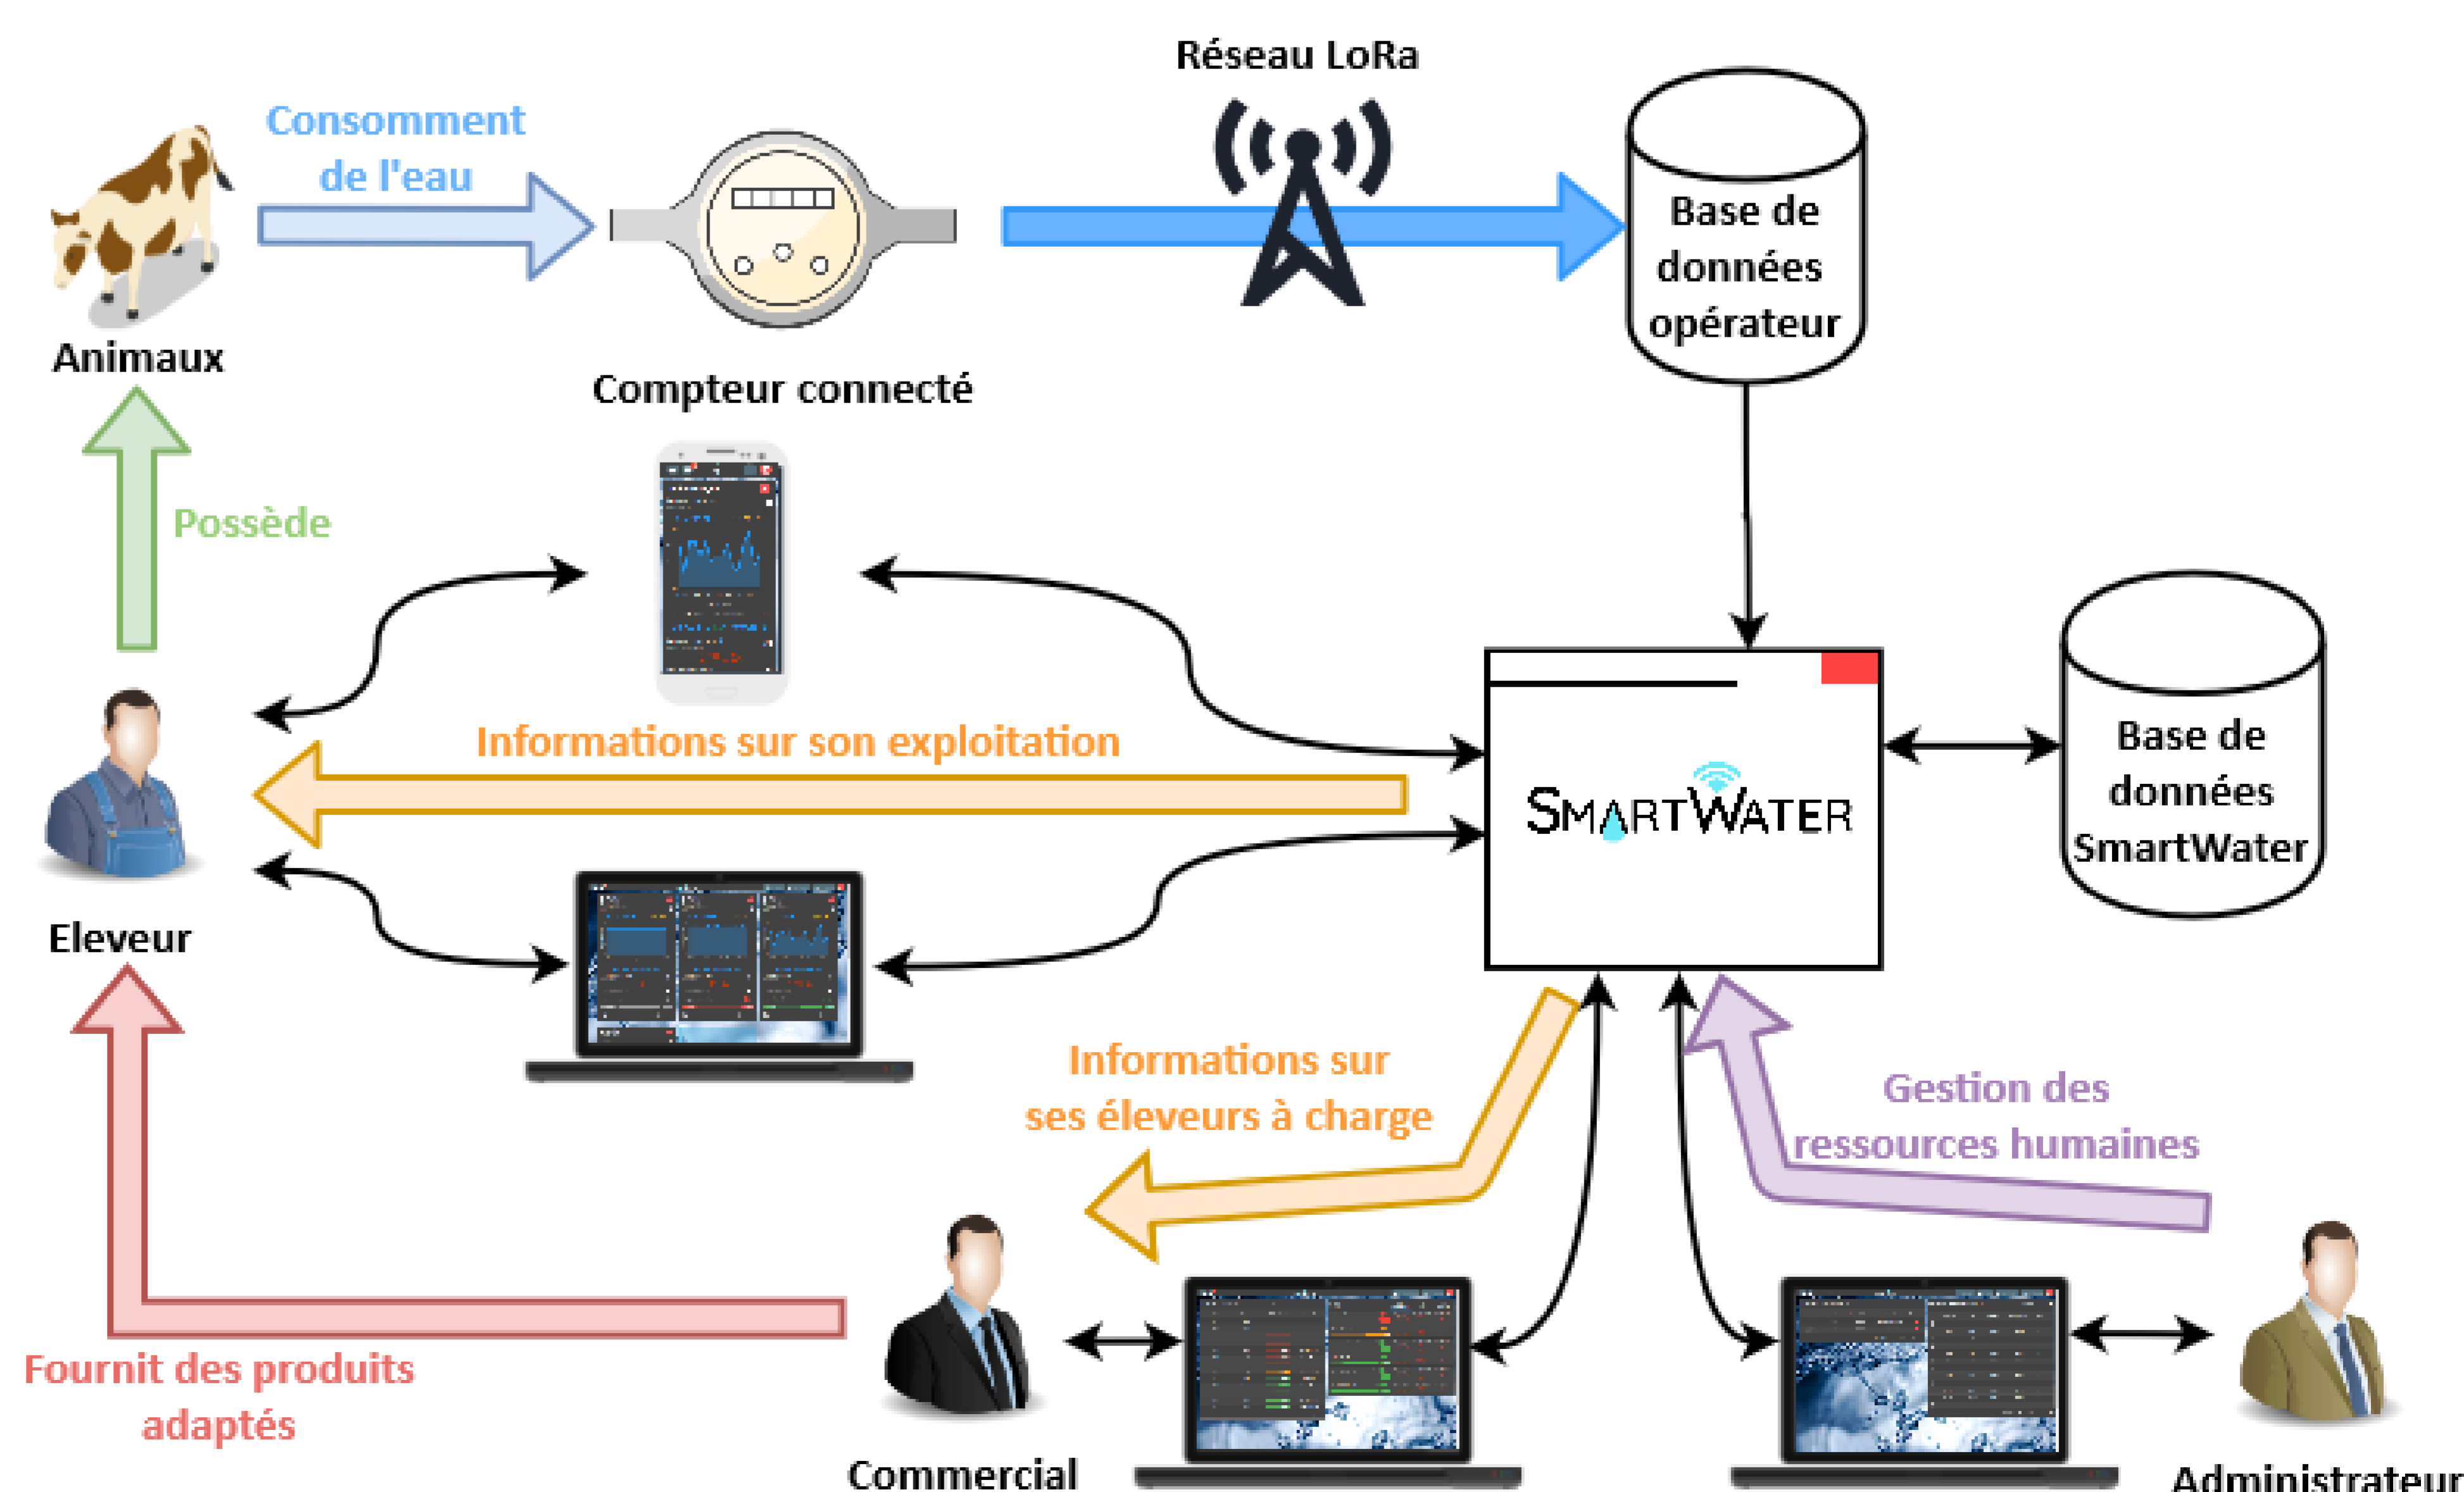 Réseau LoRa
Consomment
de l'eau
Base de
données
opérateur
Animaux
Compteur connecté
Possède
Informations sur son exploitation
SMARTWATER
Base de
données
SmartWater
Eleveur
Informations sur
ses éleveurs à charge
Gestion des
ressources humaines
Fournit des produits
adaptés
Commercial
Administrateur